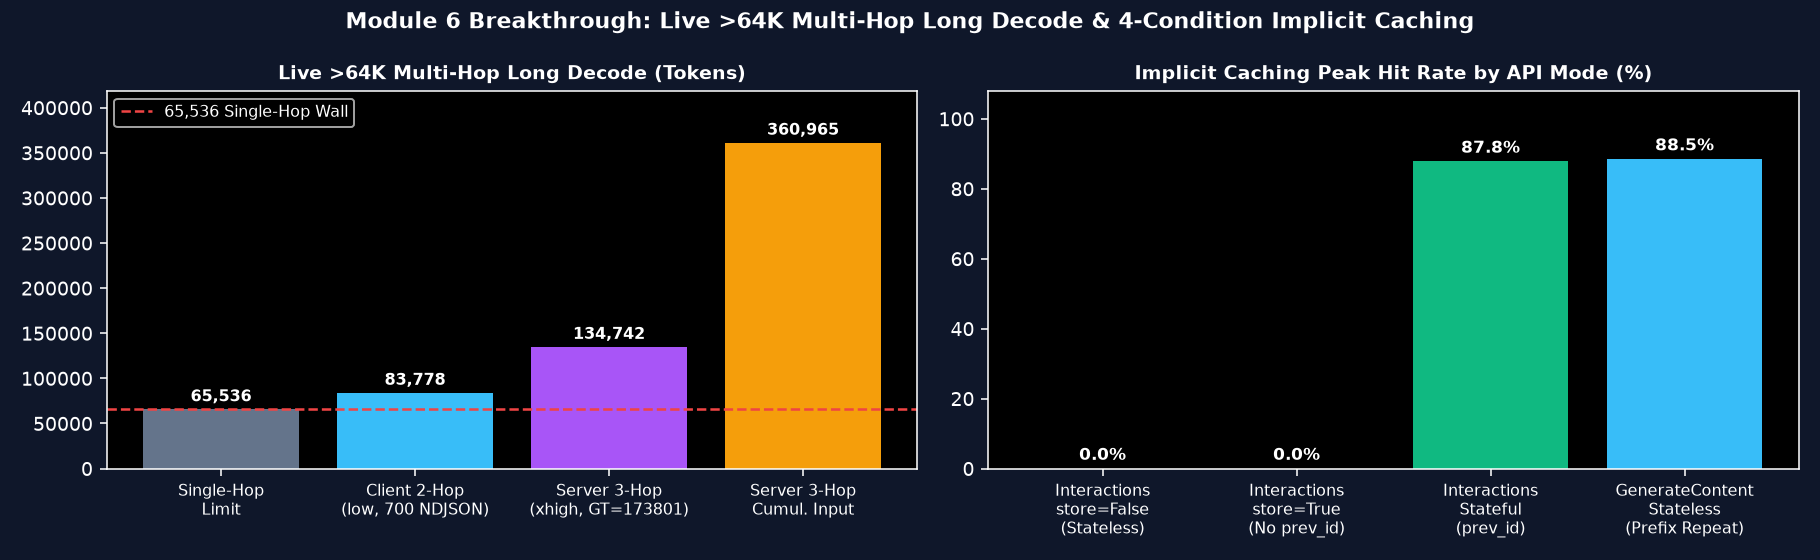 Module 6 Breakthrough: Live >64K Multi-Hop Long Decode & 4-Condition Implicit Caching
Live >64K Multi-Hop Long Decode (Tokens)
65,536 Single-Hop Wall
400000
350000
300000
250000
200000
150000
100000
50000
0
65,536
83,778
134,742
360,965
Single-Hop
Limit
Client 2-Hop
(low, 700 NDJSON)
Server 3-Hop
(xhigh, GT=173801)
Server 3-Hop
Cumul. Input
Implicit Caching Peak Hit Rate by API Mode (%)
100
80
60
40
20
0
0.0%
0.0%
87.8%
88.5%
Interactions
store=False
(Stateless)
Interactions
store=True
(No prev_id)
Interactions
Stateful
(prev_id)
GenerateContent
Stateless
(Prefix Repeat)